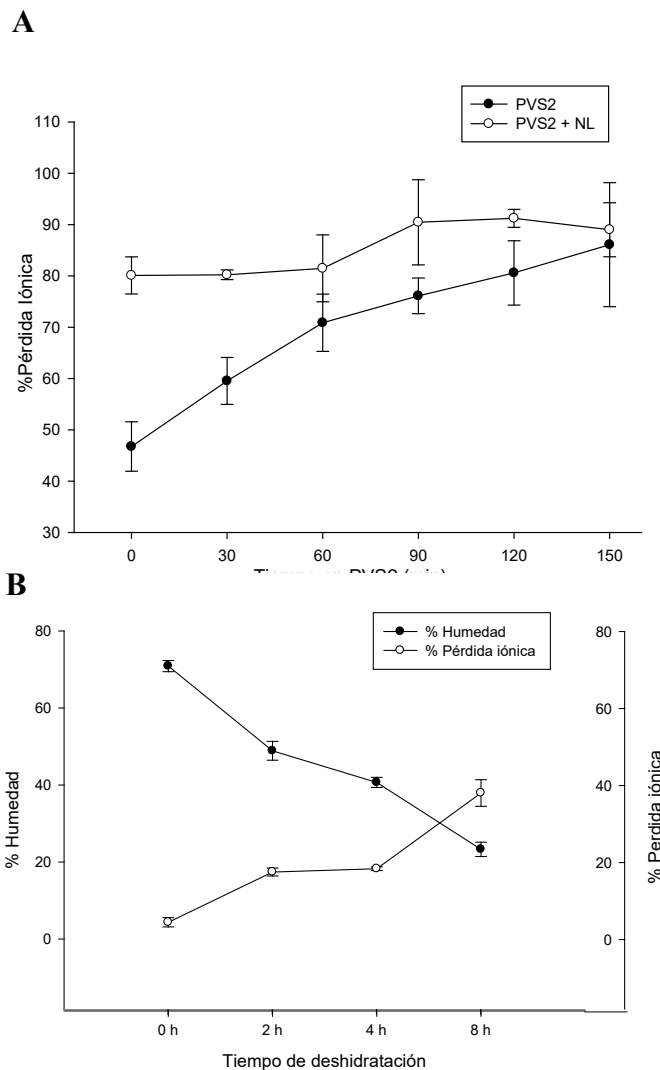 A
PVS2
PVS2 + NL
110
100
90
80
70
60
50
40
30
%Pérdida Iónica
0 30 60 90 120 150
B
% Humedad
% Pérdida iónica
80
60
40
20
0
% Humedad
80
60
40
20
0
% Perdida iónica
0 h 2 h 4 h 8 h
Tiempo de deshidratación